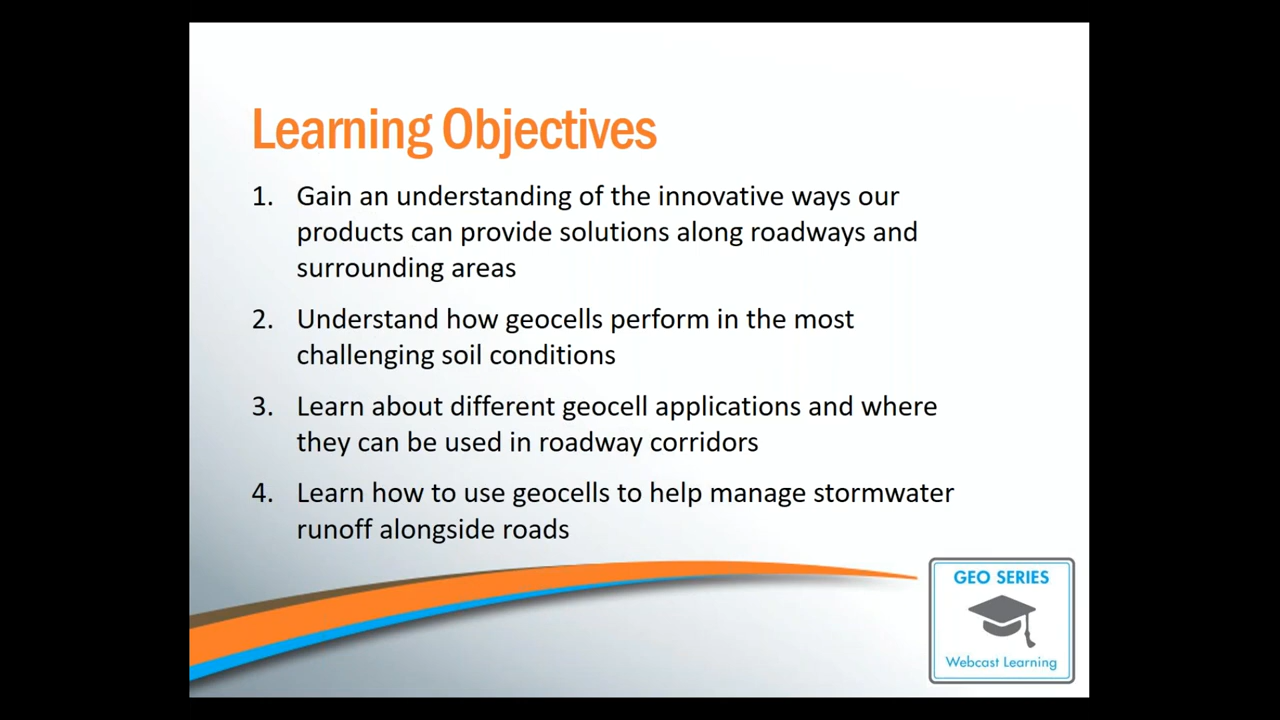 Learning Objectives
1. Gain an understanding of the innovative ways our
products can provide solutions along roadways and
surrounding areas
2. Understand how geocells perform in the most
challenging soil conditions
3. Learn about different geocell applications and where
they can be used in roadway corridors
4. Learn how to use geocells to help manage stormwater
runoff alongside roads
GEO SERIES
Webcast Learning